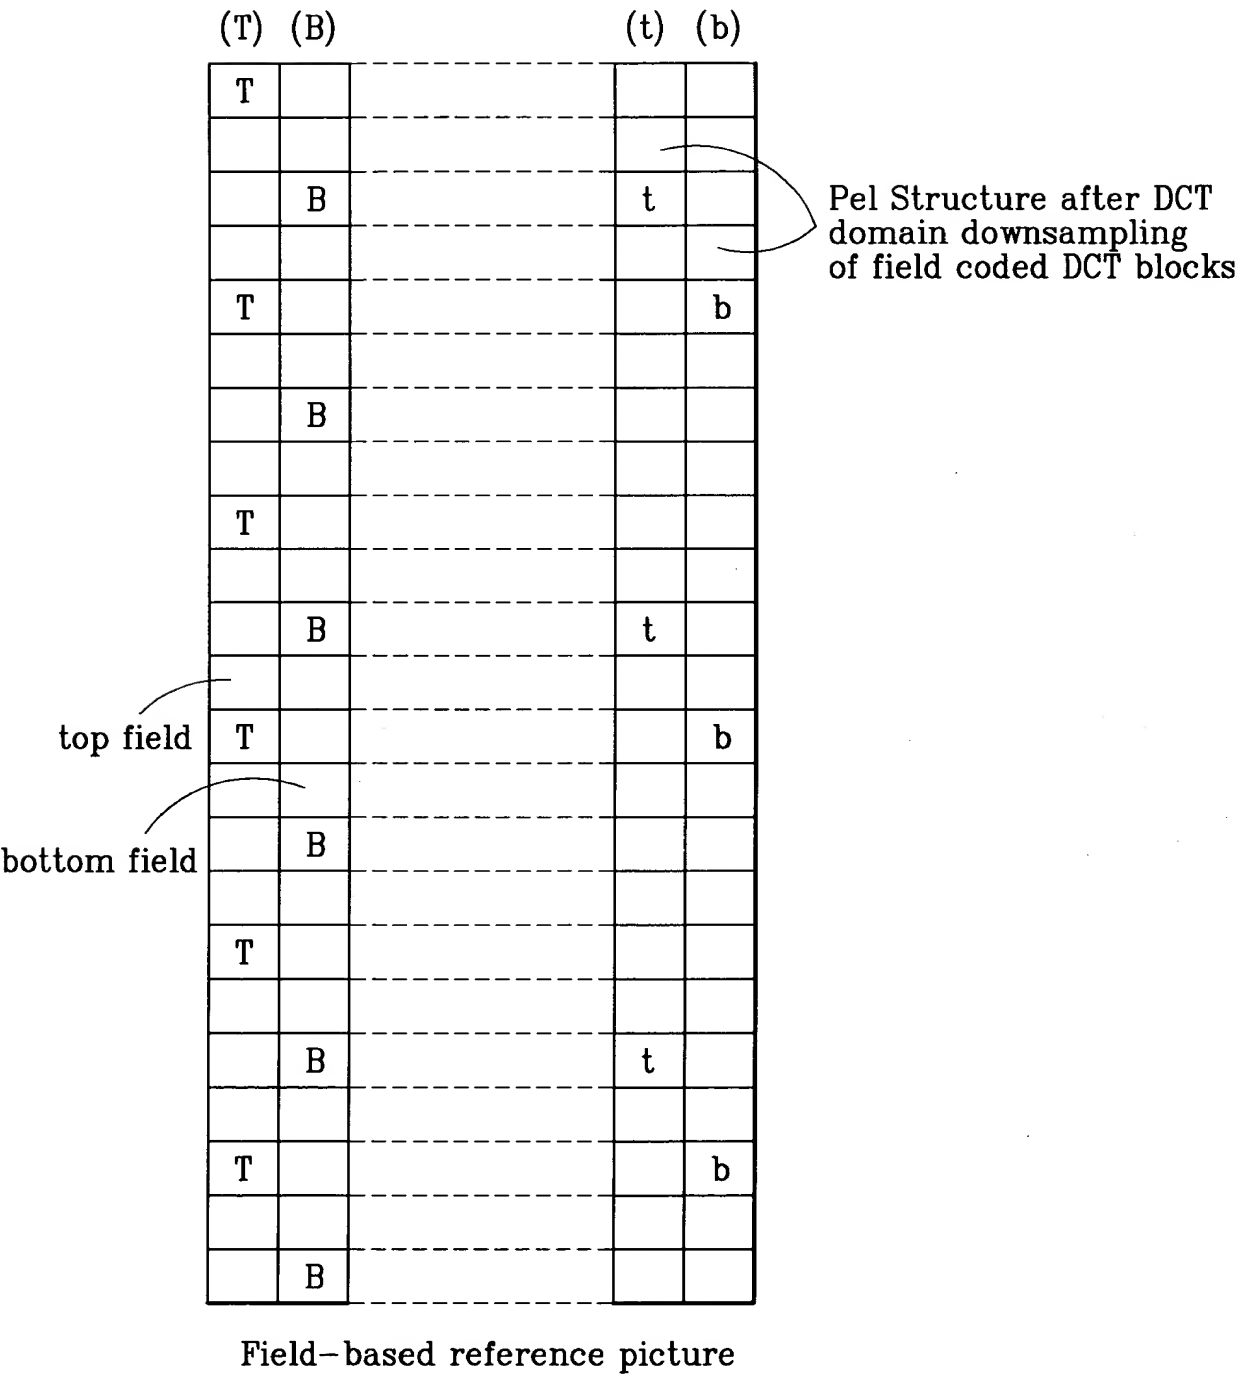 (T) (B) (t) (b)
T
B t
T b
B
T
B t
top field T b
B
bottom field
T
B t
T b
B
Pel Structure after DCT
domain downsampling
of field coded DCT blocks
Field-based reference picture